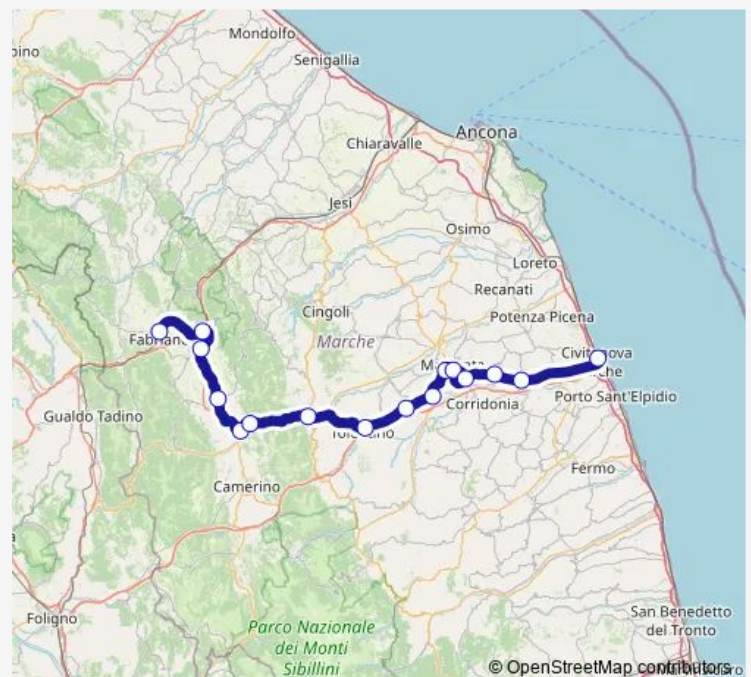 Mondolfo
Senigallia
Ancona
Chiaravalle
Jesi
Osimo
Loreto
Recanati
Cingoli
Potenza Picena
Marche
Gualdo Tadino
Corridonia
Porto Sant'Elpidio
Camerino
Fermo
Foligno
San Benedetto
del Tronto
Parco Nazionale
dei Monti
Sibillini
© OpenStreetMap contributors